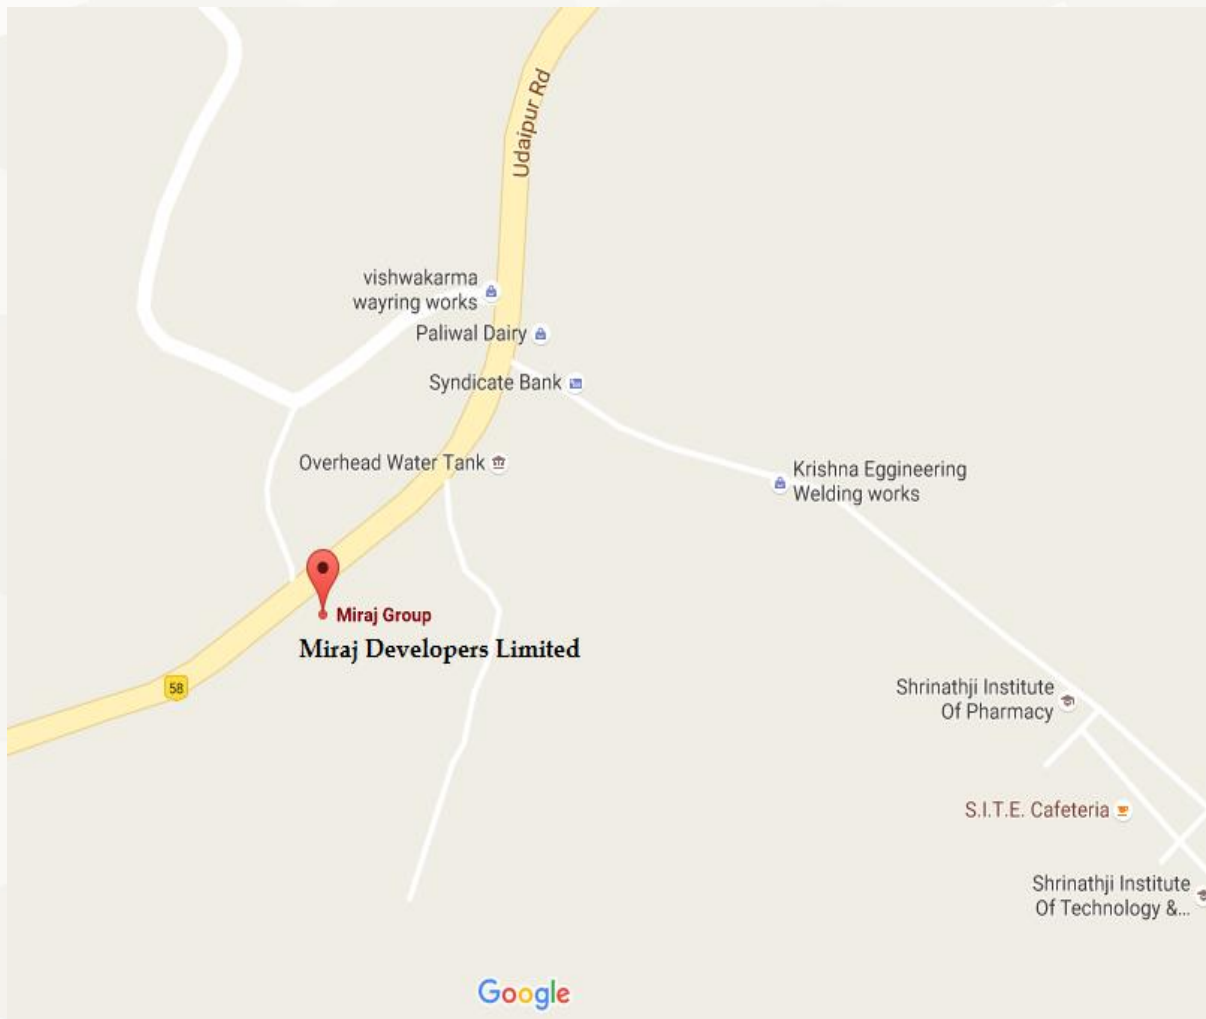 Udaipur Rd
vishwakarma
wayring works
Paliwal Dairy
Syndicate Bank
Overhead Water Tank
Krishna Eggineering
Welding works
Miraj Group
Miraj Developers Limited
58
Shrinathji Institute
Of Pharmacy
S.I.T.E. Cafeteria
Shrinathji Institute
Of Technology &...
Google